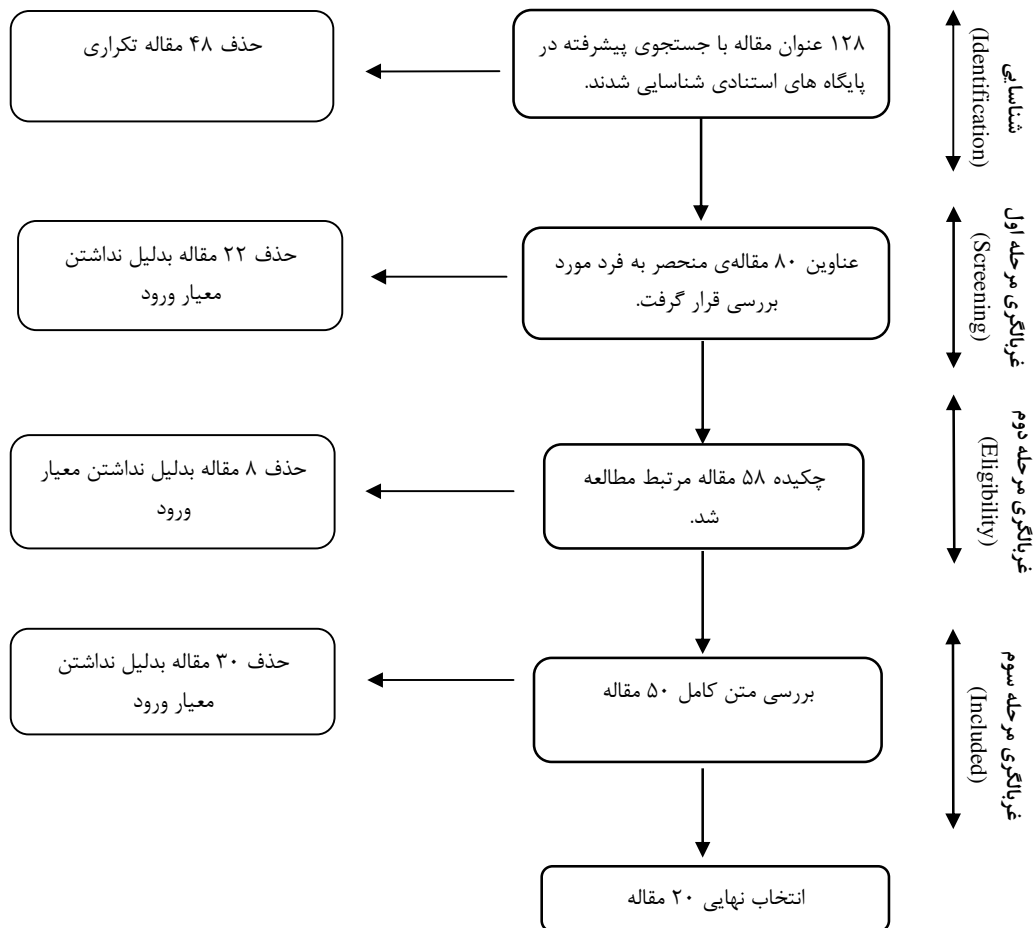 شناسایی
(Identification)
۱۲۸ عنوان مقاله با جستجوی پیشرفته در
پایگاه های استنادی شناسایی شدند.
حذف ۴۸ مقاله تکراری
غربالگری مرحله اول
(Screening)
عناوین ۸۰ مقاله‌ی منحصر به فرد مورد
بررسی قرار گرفت.
حذف ۲۲ مقاله بدلیل نداشتن
معیار ورود
غربالگری مرحله دوم
(Eligibility)
چکیده ۵۸ مقاله مرتبط مطالعه
شد.
حذف ۸ مقاله بدلیل نداشتن معیار
ورود
غربالگری مرحله سوم
(Included)
بررسی متن کامل ۵۰ مقاله
حذف ۳۰ مقاله بدلیل نداشتن
معیار ورود
انتخاب نهایی ۲۰ مقاله